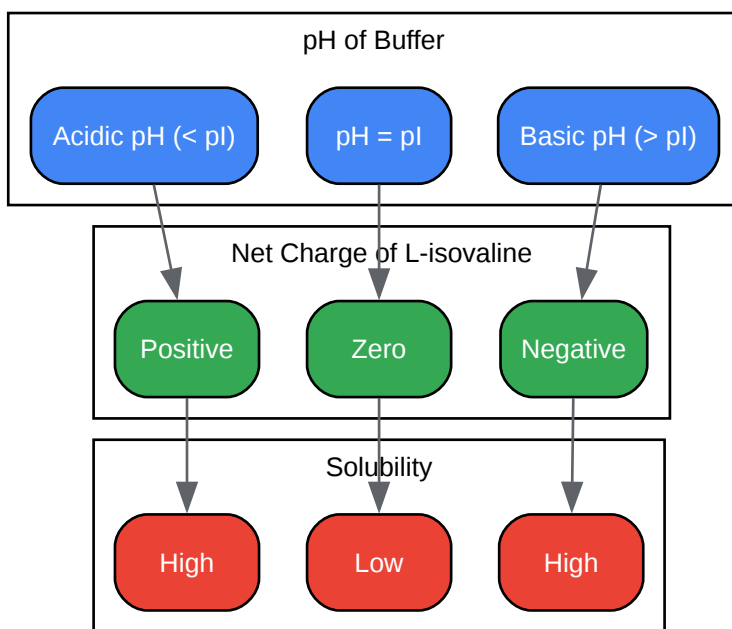 pH of Buffer
Acidic pH (< pI)
pH = pI
Basic pH (> pI)
Net Charge of L-isovaline
Positive
Zero
Negative
Solubility
High
Low
High